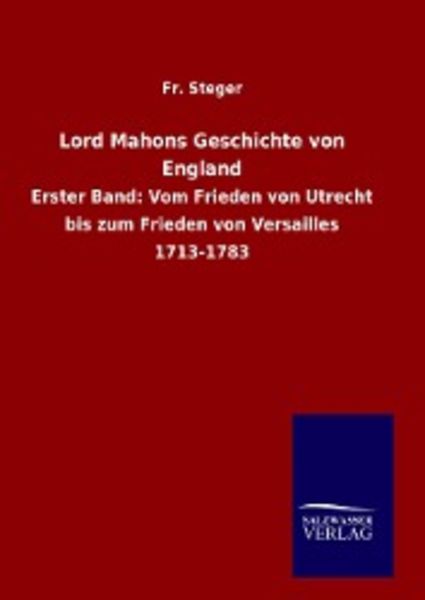 Fr. Steger
Lord Mahons Geschichte von
England
Erster Band: Vom Frieden von Utrecht
bis zum Frieden von Versailles
1713-1783
SALZWASSER
VERLAG